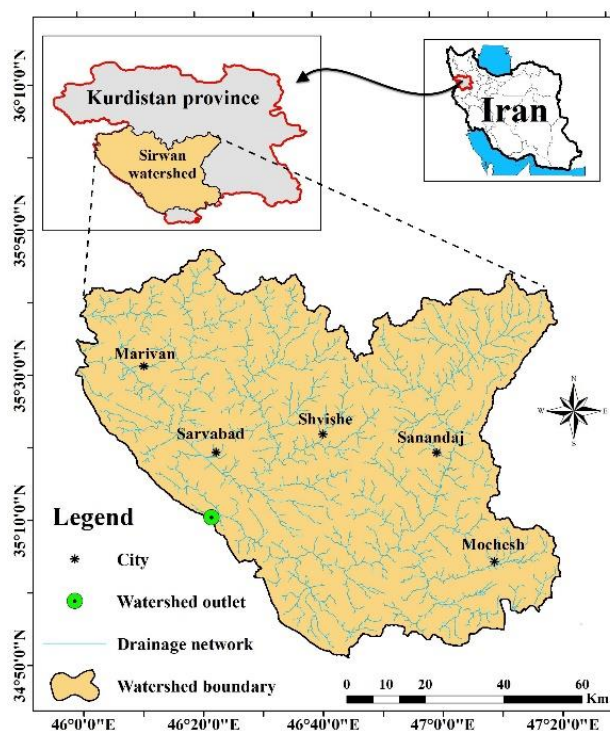 Kurdistan province
Sirwan
watershed
Iran
36°10'0"N
35°50'0"N
35°30'0"N
35°10'0"N
34°50'0"N
Marivan
Sarvabad
Shvishe
Sanandaj
Mochesh
N
W
E
S
Legend
City
Watershed outlet
Drainage network
Watershed boundary
0 10 20 40 60
Km
46°0'0"E 46°20'0"E 46°40'0"E 47°0'0"E 47°20'0"E